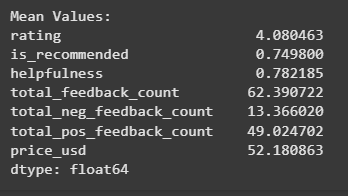 Mean Values:
rating 4.080463
is_recommended 0.749800
helpfulness 0.782185
total_feedback_count 62.390722
total_neg_feedback_count 13.366020
total_pos_feedback_count 49.024702
price_usd 52.180863
dtype: float64